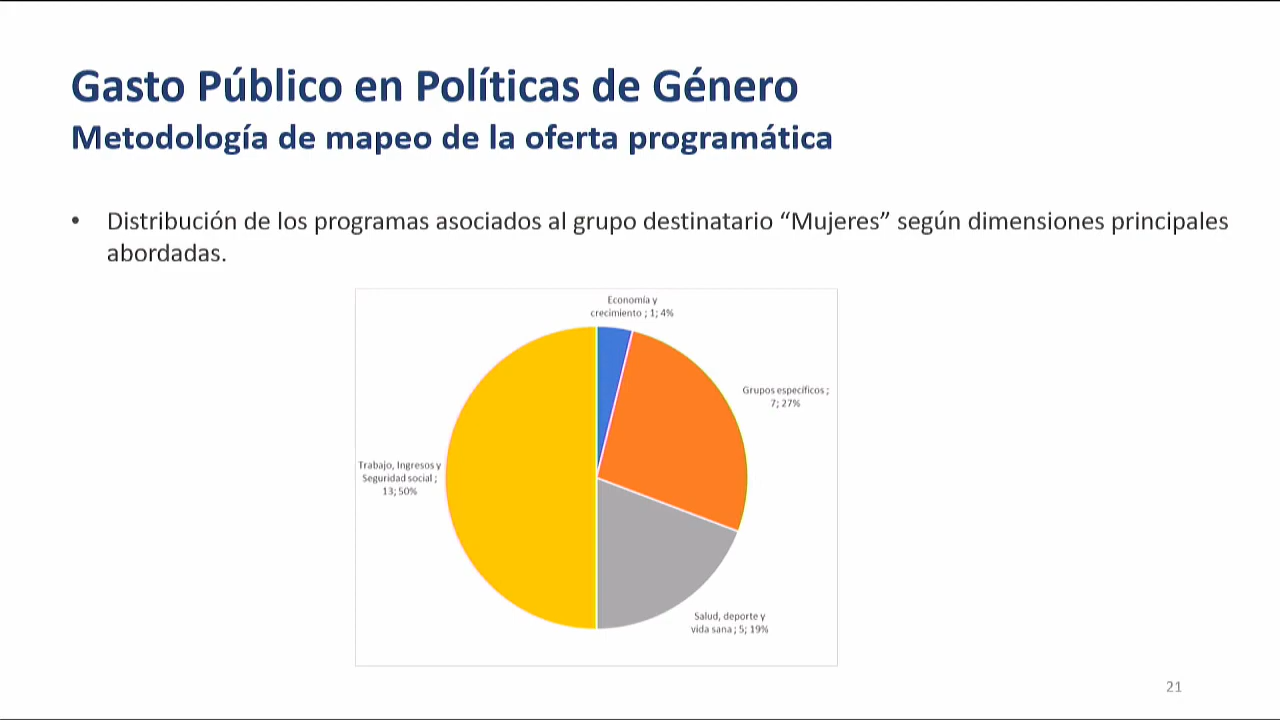 Gasto Público en Políticas de Género
Metodología de mapeo de la oferta programática
• Distribución de los programas asociados al grupo destinatario “Mujeres” según dimensiones principales
abordadas.
Economía y
crecimiento ; 1; 4%
Grupos específicos ;
7; 27%
Trabajo, Ingresos y
Seguridad social ;
13; 50%
Salud, deporte y
vida sana ; 5; 19%
21